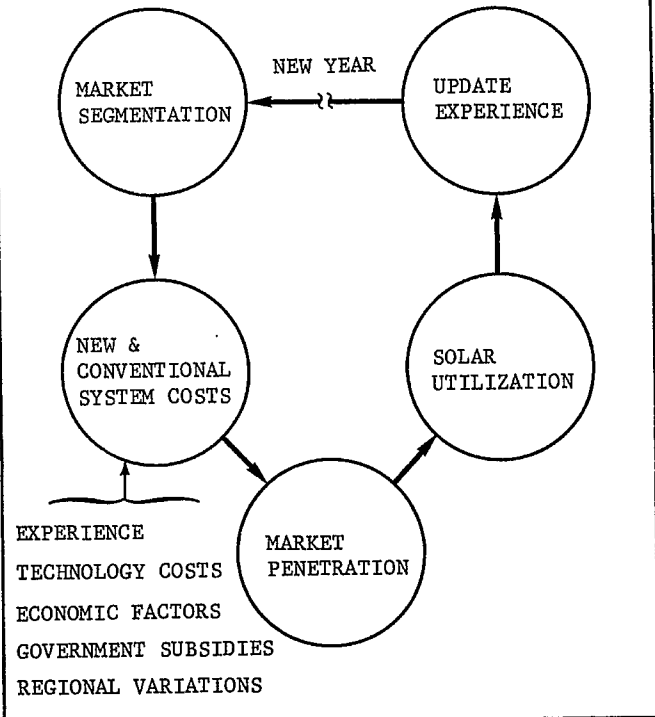 MARKET
SEGMENTATION
NEW YEAR
UPDATE
EXPERIENCE
NEW &
CONVENTIONAL
SYSTEM COSTS
SOLAR
UTILIZATION
MARKET
PENETRATION
EXPERIENCE
TECHNOLOGY COSTS
ECONOMIC FACTORS
GOVERNMENT SUBSIDIES
REGIONAL VARIATIONS